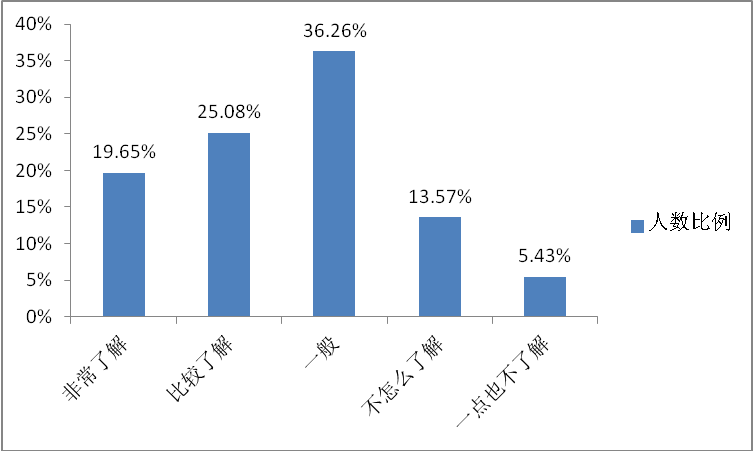 40%
35%
30%
25%
20%
15%
10%
5%
0%
19.65%
25.08%
36.26%
13.57%
5.43%
非常了解
比较了解
一般
不怎么了解
一点也不了解
人数比例